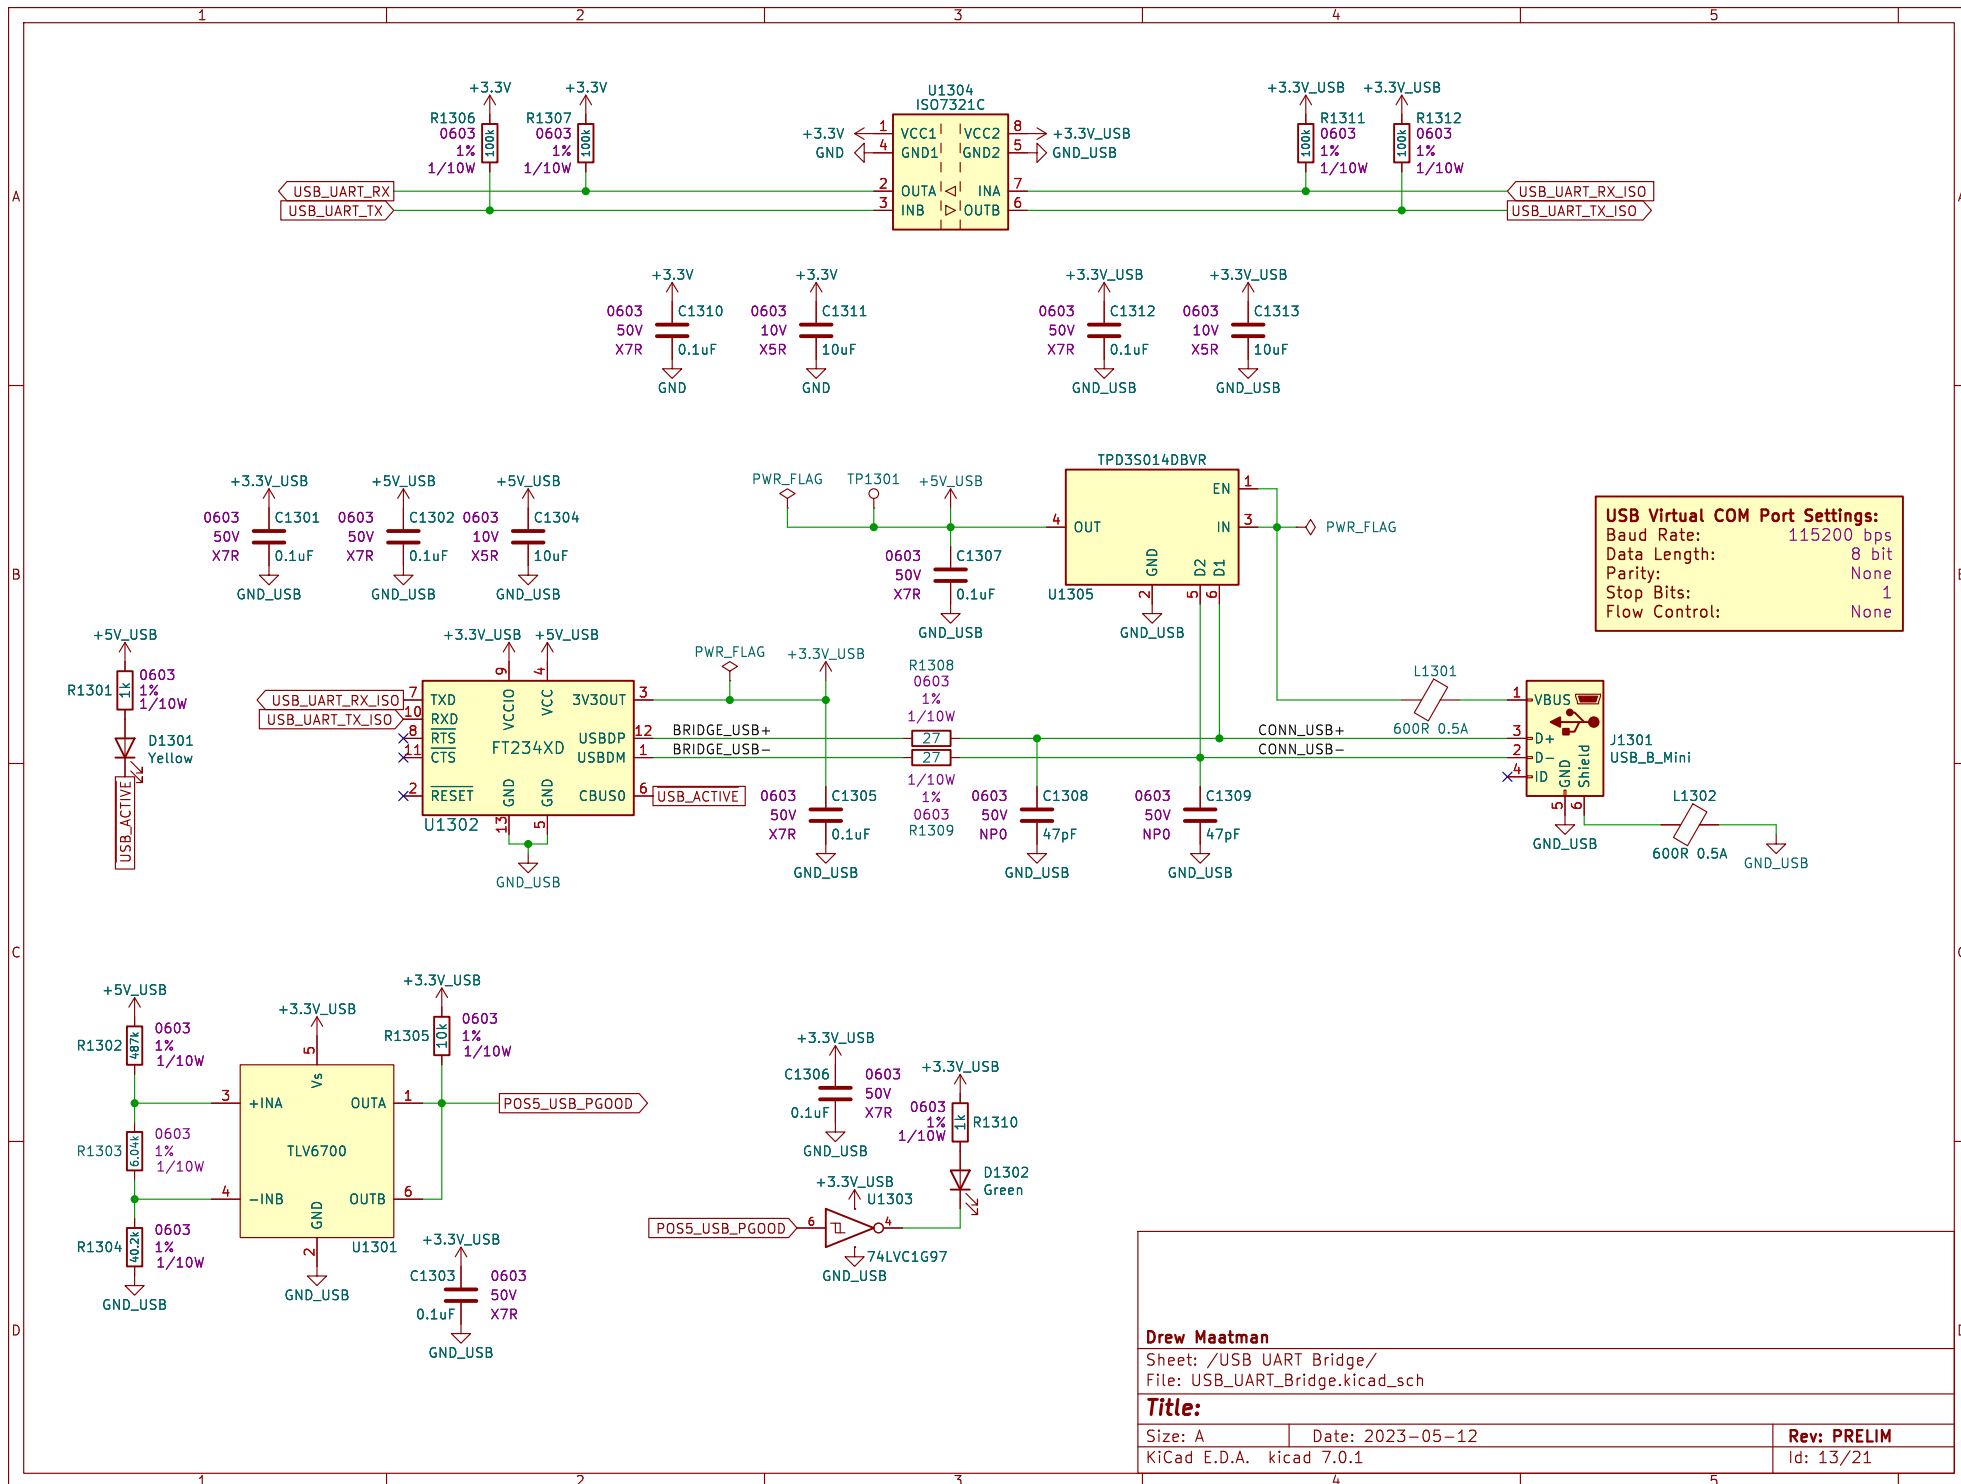 1 2 3 4 5
A
B
C
D
+3.3V
R1306
0603
1%
1/10W
100k
+3.3V
R1307
0603
1%
1/10W
100k
U1304
ISO7321C
+3.3V 1 VCC1 VCC2 8 +3.3V_USB
GND 4 GND1 GND2 5 GND_USB
2 OUTA INA 7
3 INB OUTB 6
+3.3V_USB
R1311
0603
1%
1/10W
100k
+3.3V_USB
R1312
0603
1%
1/10W
100k
USB_UART_RX
USB_UART_TX
USB_UART_RX_ISO
USB_UART_TX_ISO
+3.3V
0603 C1310
50V
X7R 0.1uF
GND
+3.3V
0603 C1311
10V
X5R 10uF
GND
+3.3V_USB
0603 C1312
50V
X7R 0.1uF
GND_USB
+3.3V_USB
0603 C1313
10V
X5R 10uF
GND_USB
+3.3V_USB
0603 C1301
50V
X7R 0.1uF
GND_USB
+5V_USB
0603 C1302
50V
X7R 0.1uF
GND_USB
+5V_USB
0603 C1304
10V
X5R 10uF
GND_USB
PWR_FLAG
TP1301
+5V_USB
0603 C1307
50V
X7R 0.1uF
GND_USB
TPD3S014DBVR
EN 1
4 OUT IN 3
PWR_FLAG
GND D2 D1
2 5 6
U1305
GND_USB
USB Virtual COM Port Settings:
Baud Rate: 115200 bps
Data Length: 8 bit
Parity: None
Stop Bits: 1
Flow Control: None
+5V_USB
R1301
1k
0603
1%
1/10W
D1301
Yellow
USB_ACTIVE
+3.3V_USB +5V_USB
9 4
VCCIO VCC
USB_UART_RX_ISO 7 TXD 3V3OUT 3
USB_UART_TX_ISO 10 RXD
8 RTS USBDP 12 BRIDGE_USB+
FT234XD
11 CTS USBDM 1 BRIDGE_USB-
2 RESET CBUS0 6 USB_ACTIVE
GND GND
U1302
13 5
GND_USB
PWR_FLAG
+3.3V_USB
0603 C1305
50V
X7R 0.1uF
GND_USB
R1308
0603
1%
1/10W
27
27
1/10W
1%
0603
R1309
0603 C1308
50V
NP0 47pF
GND_USB
0603 C1309
50V
NP0 47pF
GND_USB
CONN_USB+
CONN_USB-
L1301
600R 0.5A
1 VBUS
3 D+
2 D-
4 ID
GND Shield
5 6
J1301
USB_B_Mini
GND_USB
L1302
600R 0.5A
GND_USB
+5V_USB
R1302
487k
0603
1%
1/10W
R1303
6.04k
0603
1%
1/10W
R1304
40.2k
0603
1%
1/10W
GND_USB
+3.3V_USB
5
Vs
3 +INA OUTA 1
TLV6700
4 -INB OUTB 6
GND
2
U1301
GND_USB
+3.3V_USB
R1305
10k
0603
1%
1/10W
POS5_USB_PGOOD
+3.3V_USB
C1303 0603
50V
0.1uF X7R
GND_USB
+3.3V_USB
C1306 0603
50V
0.1uF X7R
GND_USB
+3.3V_USB
0603
1%
1/10W
1k
R1310
D1302
Green
+3.3V_USB
U1303
POS5_USB_PGOOD 6 4
74LVC1G97
GND_USB
Drew Maatman
Sheet: /USB UART Bridge/
File: USB_UART_Bridge.kicad_sch
Title:
Size: A Date: 2023-05-12 Rev: PRELIM
KiCad E.D.A. kicad 7.0.1 Id: 13/21
1 2 3 4 5